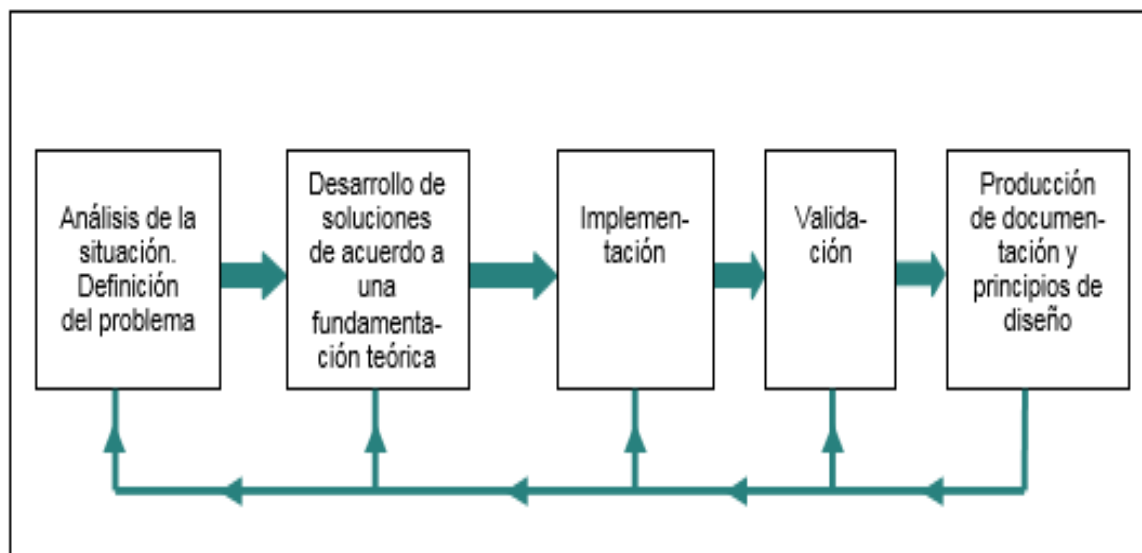 Análisis de la
situación.
Definición
del problema
Desarrollo de
soluciones
de acuerdo a
una
fundamenta-
ción teórica
Implemen-
tación
Valida-
ción
Producción
de documen-
tación y
principios de
diseño